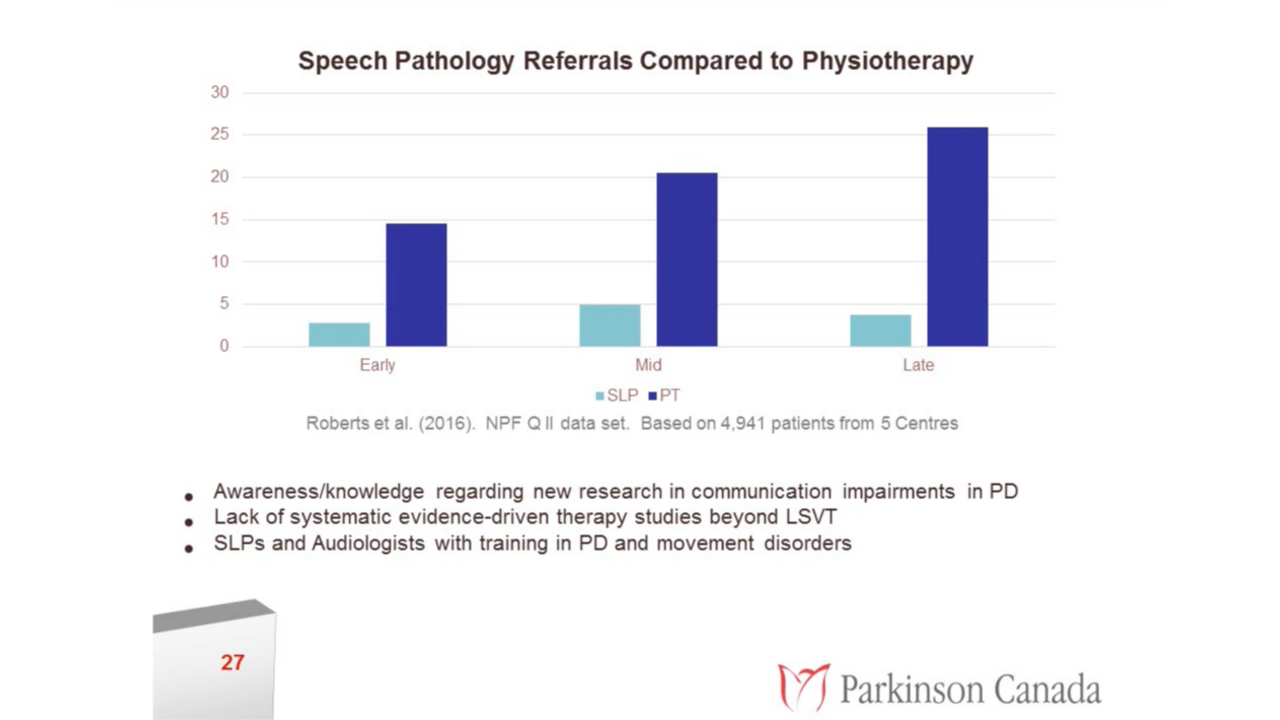 Speech Pathology Referrals Compared to Physiotherapy
30
25
20
15
10
5
0
Early Mid Late
SLP PT
Roberts et al. (2016). NPF Q II data set. Based on 4,941 patients from 5 Centres
• Awareness/knowledge regarding new research in communication impairments in PD
• Lack of systematic evidence-driven therapy studies beyond LSVT
• SLPs and Audiologists with training in PD and movement disorders
27
Parkinson Canada